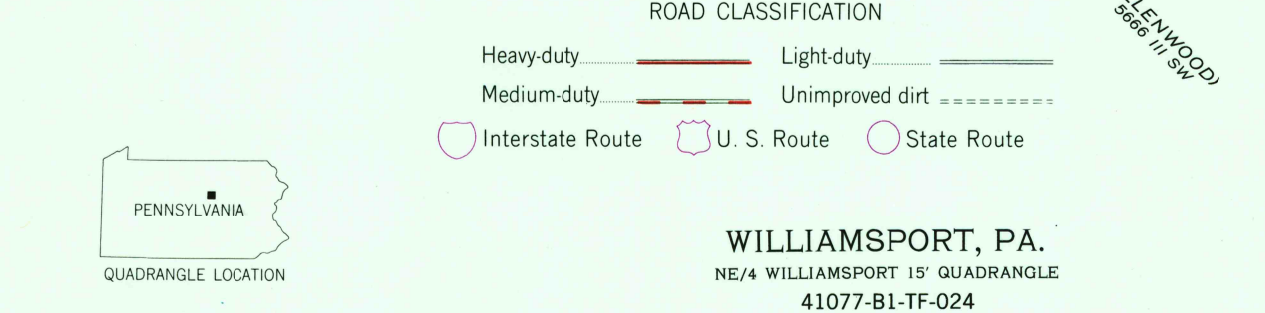 ROAD CLASSIFICATION
LENWOOD)
5666 III SW
Heavy-duty Light-duty
Medium-duty Unimproved dirt
Interstate Route U. S. Route State Route
PENNSYLVANIA
QUADRANGLE LOCATION
WILLIAMSPORT, PA.
NE/4 WILLIAMSPORT 15' QUADRANGLE
41077-B1-TF-024